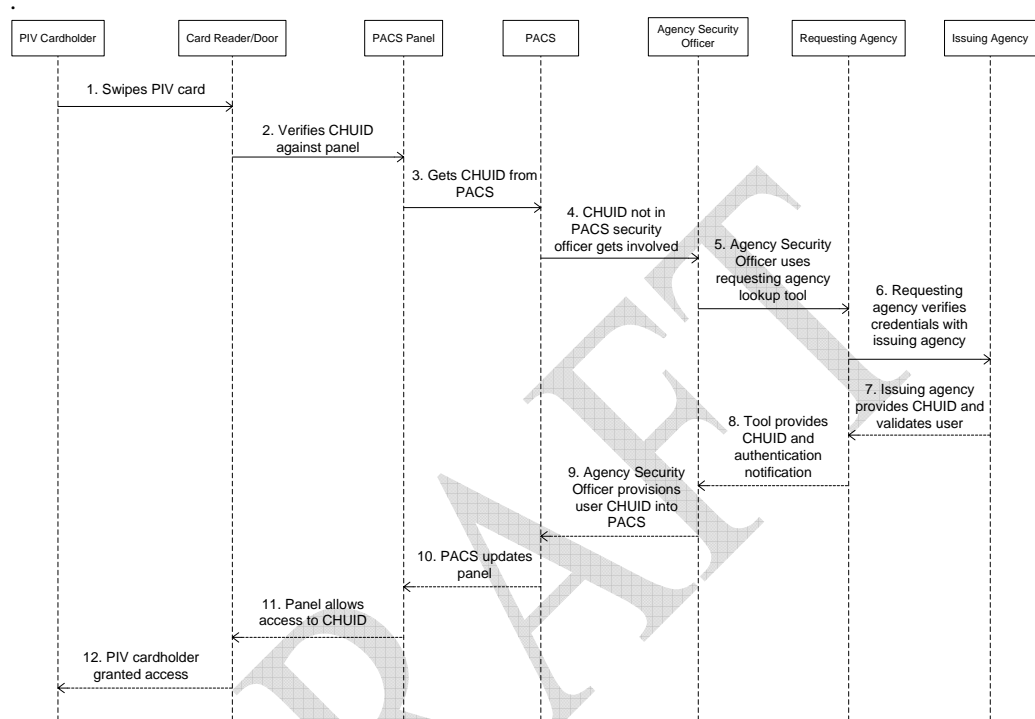 .
PIV Cardholder
Card Reader/Door
PACS Panel
PACS
Agency Security
Officer
Requesting Agency
Issuing Agency
1. Swipes PIV card
2. Verifies CHUID
against panel
3. Gets CHUID from
PACS
4. CHUID not in
PACS security
officer gets involved
5. Agency Security
Officer uses
requesting agency
lookup tool
6. Requesting
agency verifies
credentials with
issuing agency
7. Issuing agency
provides CHUID and
validates user
8. Tool provides
CHUID and
authentication
notification
9. Agency Security
Officer provisions
user CHUID into
PACS
10. PACS updates
panel
11. Panel allows
access to CHUID
12. PIV cardholder
granted access
RAFT